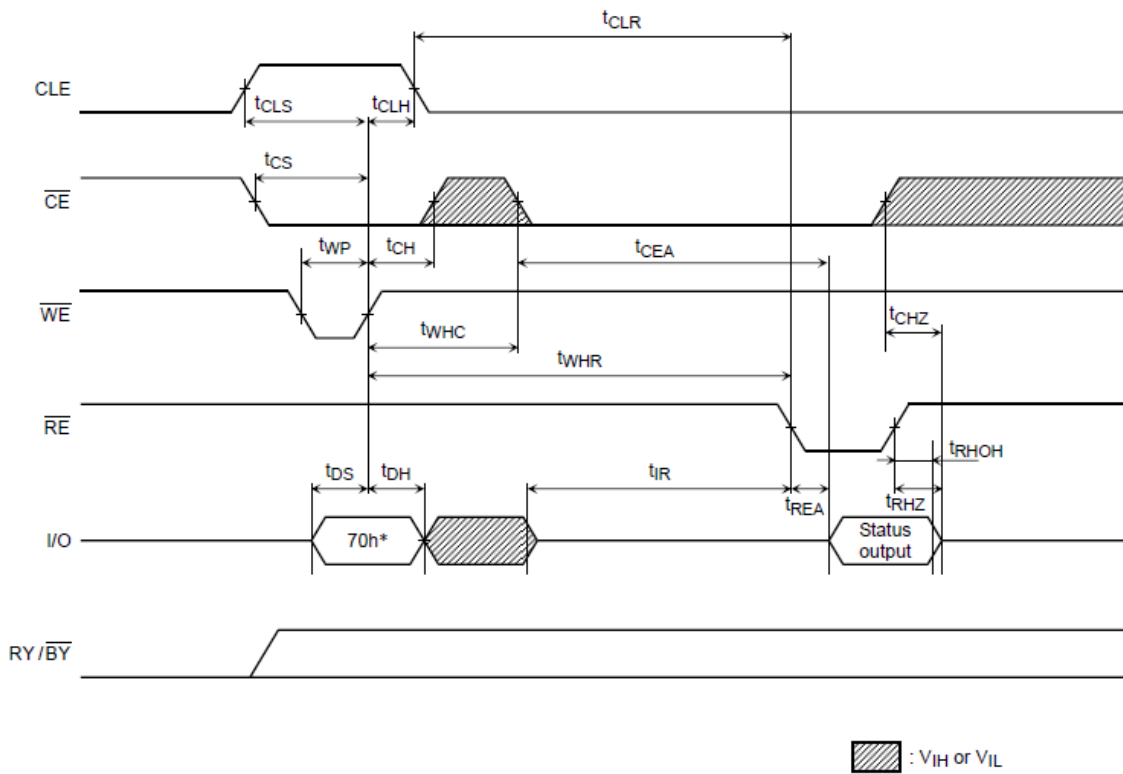 tCLR
CLE
tCLS
tCLH
tCS
CE
tWP
tCH
tCEA
WE
tCHZ
tWHC
tWHR
RE
tRHOH
tDS
tDH
tIR
tREA
tRHZ
I/O
70h*
Status
output
RY/BY
: VIH or VIL